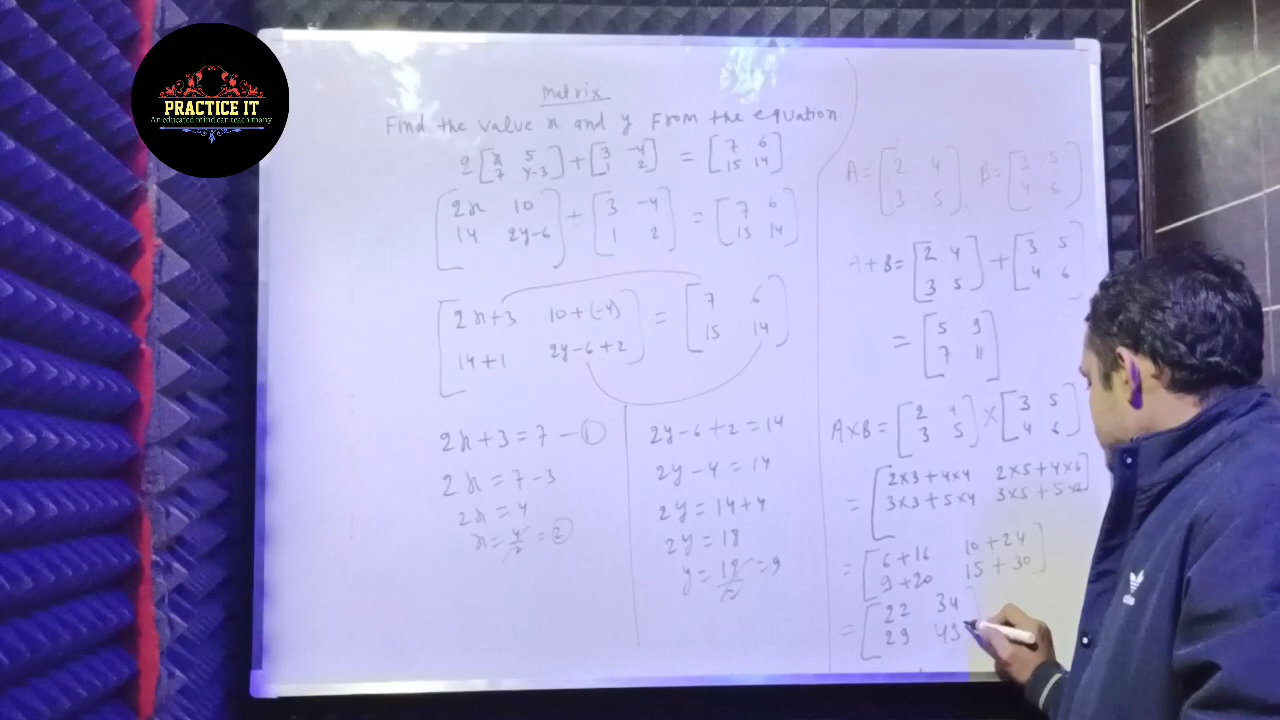 PRACTICE IT
An educated mind can teach many
Matrix
Find the value x and y From the equation
2 [x 5 + [3 -4 = [7 6
7 y-3] 1 2] 15 14]
[2x 10 + [3 -4 = [7 6
14 2y-6] 1 2] 15 14]
[2x+3 10+(-4) = [7 6
14+1 2y-6+2] 15 14]
2x+3=7 - ①
2x=7-3
2x=4
x=4/2=②
2y-6+2=14
2y-4=14
2y=14+4
2y=18
y=18/2=9
A=[2 4 , B=[3 5
3 5] 4 6]
A+B=[2 4 + [3 5
3 5] 4 6]
=[5 9
7 11]
A×B=[2 4 × [3 5
3 5] 4 6]
=[2×3+4×4 2×5+4×6
3×3+5×4 3×5+5×6]
=[6+16 10+24
9+20 15+30]
=[22 34
29 45